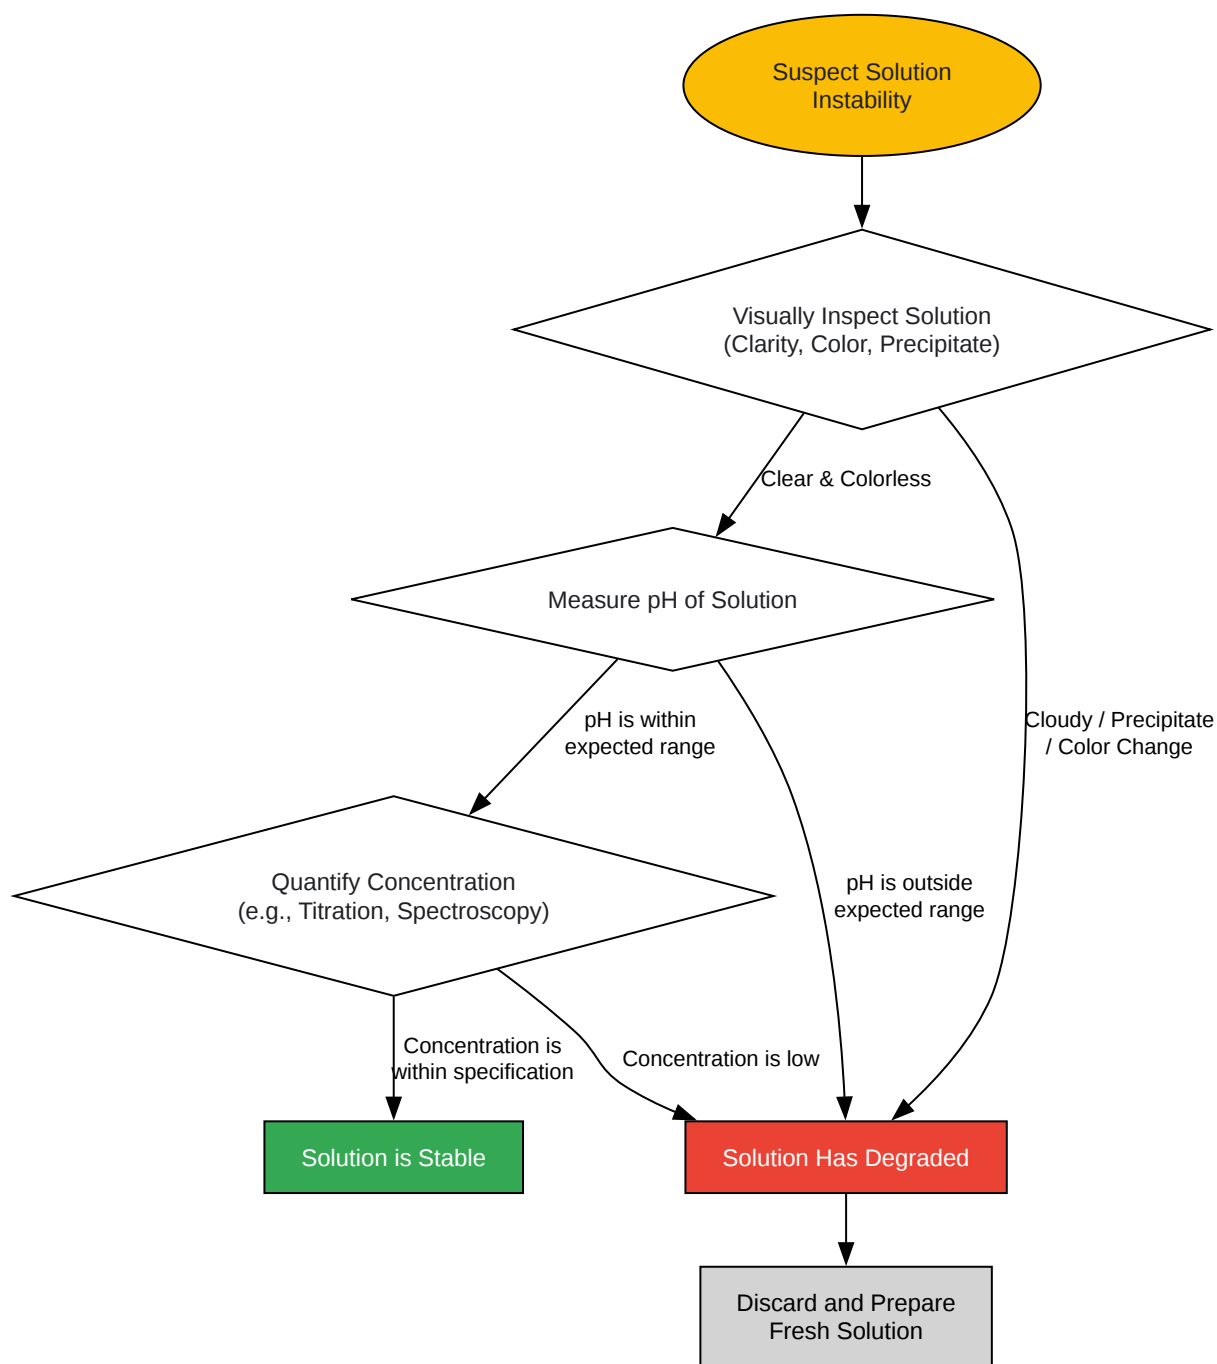 Suspect Solution
Instability
Visually Inspect Solution
(Clarity, Color, Precipitate)
Clear & Colorless
Measure pH of Solution
pH is within
expected range
Cloudy / Precipitate
/ Color Change
Quantify Concentration
(e.g., Titration, Spectroscopy)
pH is outside
expected range
Concentration is
within specification
Concentration is low
Solution is Stable
Solution Has Degraded
Discard and Prepare
Fresh Solution